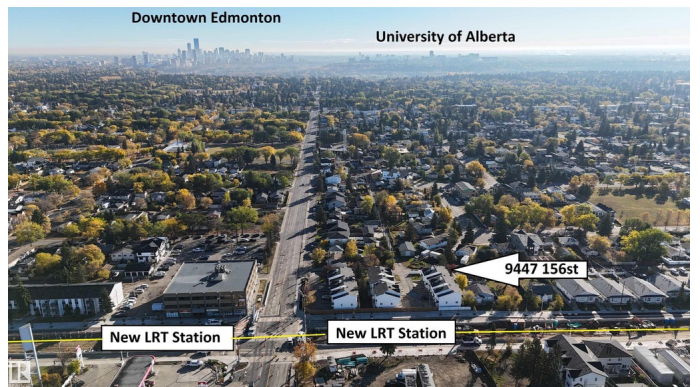 Downtown Edmonton
University of Alberta
9447 156st
New LRT Station
New LRT Station